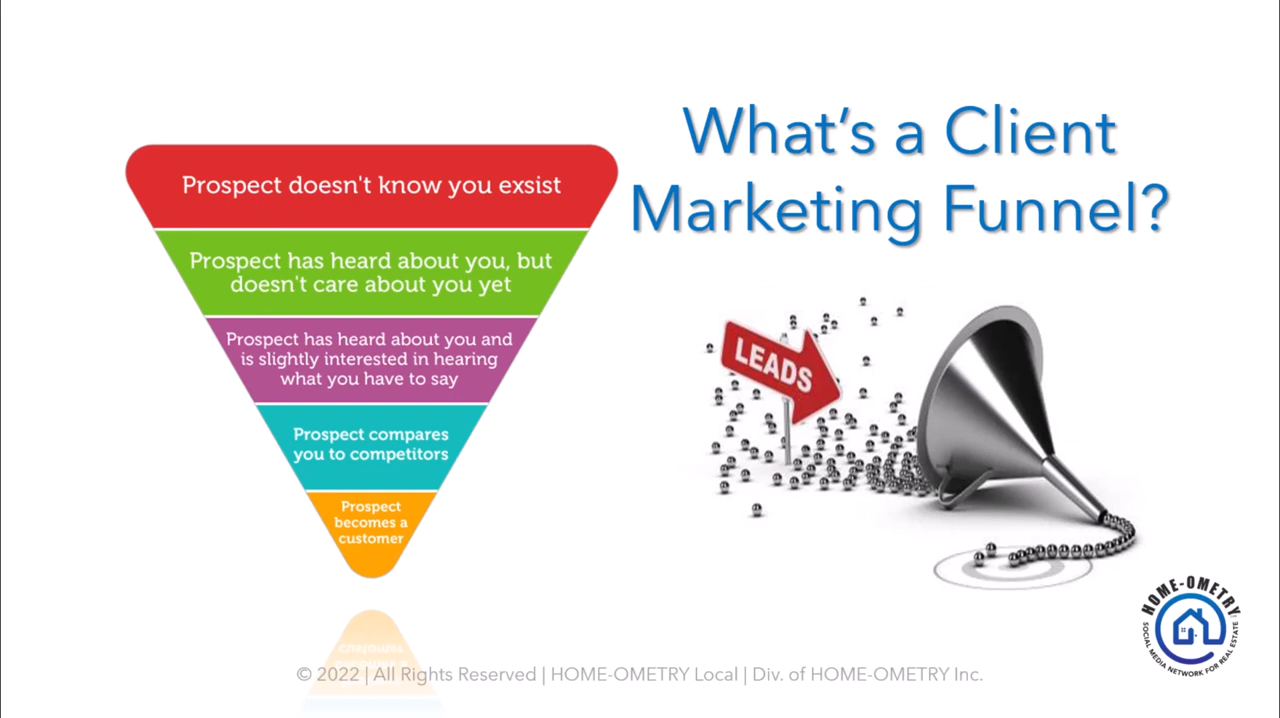 What's a Client
Marketing Funnel?
Prospect doesn't know you exsist
Prospect has heard about you, but
doesn't care about you yet
Prospect has heard about you and
is slightly interested in hearing
what you have to say
Prospect compares
you to competitors
Prospect
becomes a
customer
LEADS
HOME-OMETRY
SOCIAL MEDIA NETWORK FOR REAL ESTATE
© 2022 | All Rights Reserved | HOME-OMETRY Local | Div. of HOME-OMETRY Inc.